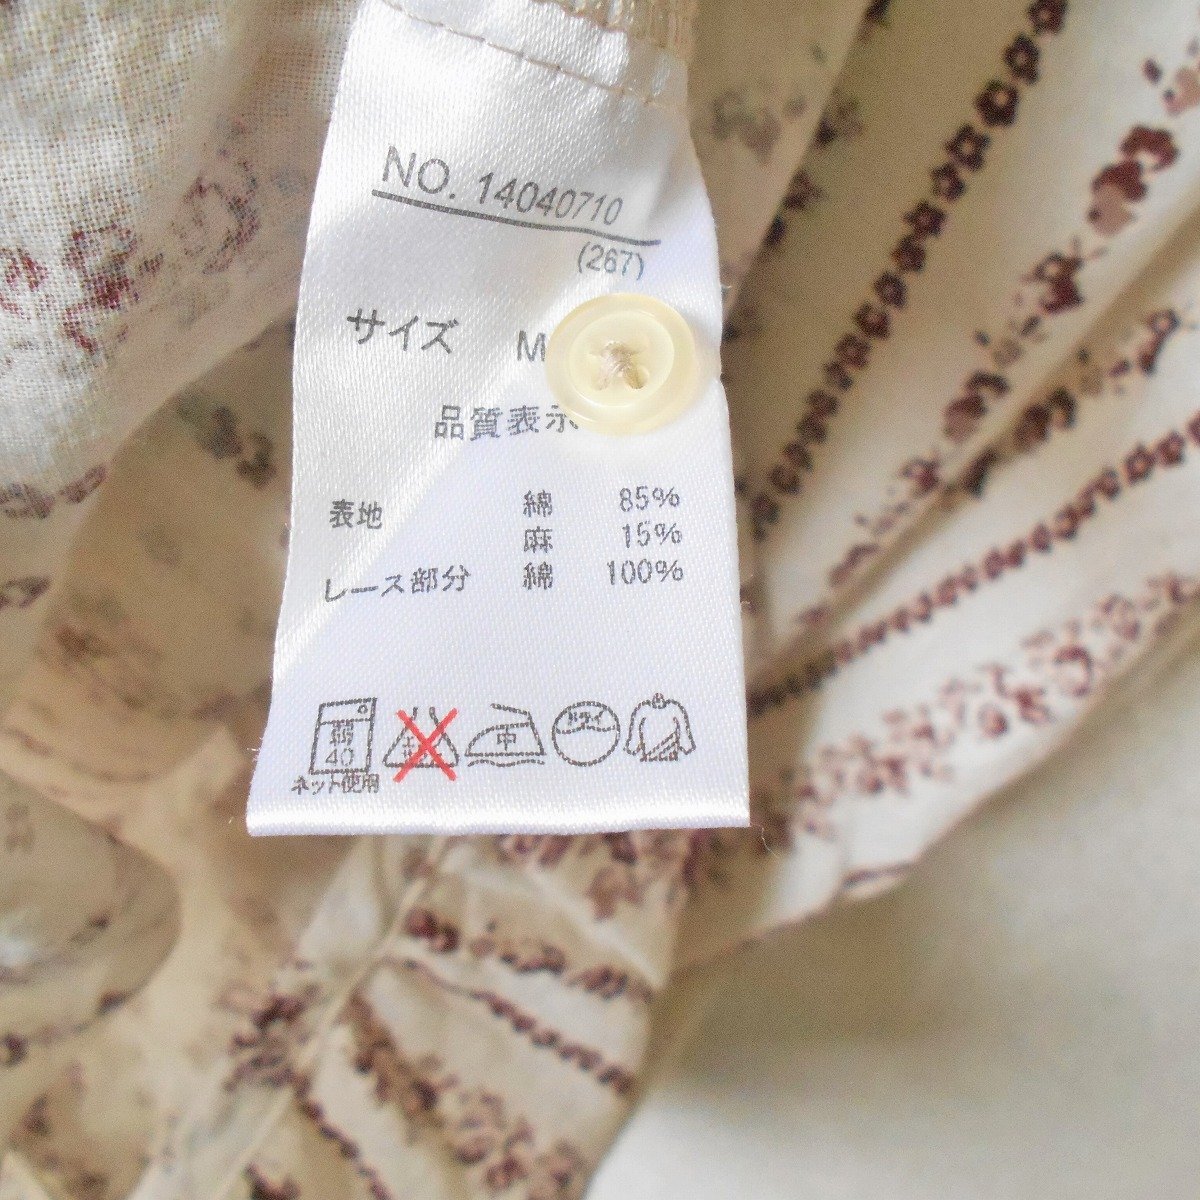 NO. 14040710
(267)
サイズ M
品質表示
表地 綿 85%
麻 15%
レース部分 綿 100%
弱 中 ドライ
40
ネット使用